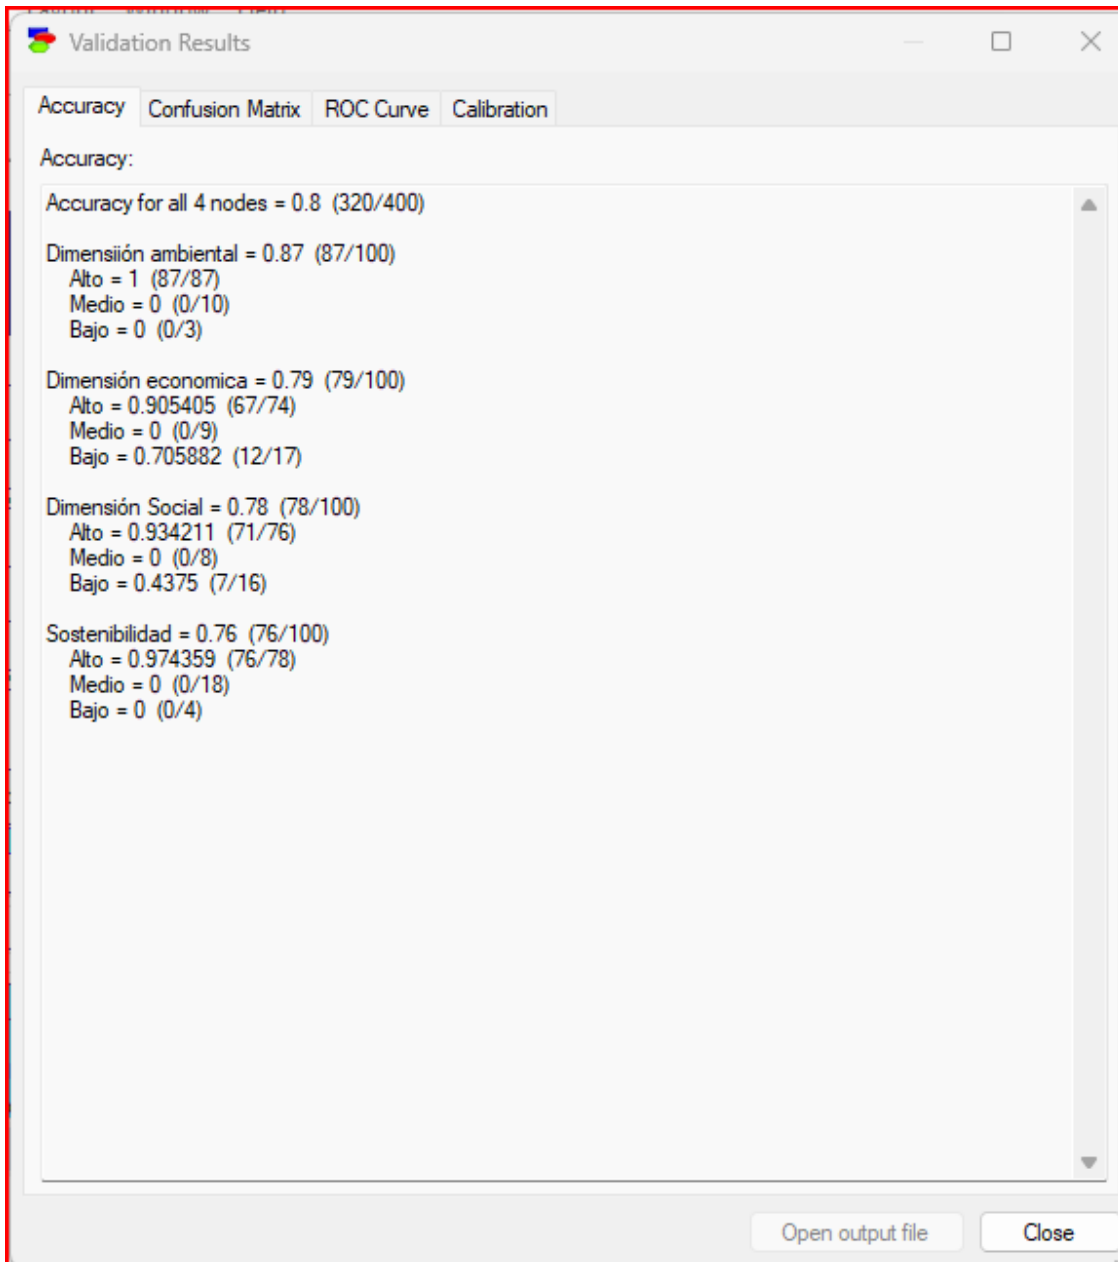 Validation Results
Accuracy Confusion Matrix ROC Curve Calibration
Accuracy:
Accuracy for all 4 nodes = 0.8 (320/400)
Dimensiión ambiental = 0.87 (87/100)
Alto = 1 (87/87)
Medio = 0 (0/10)
Bajo = 0 (0/3)
Dimensión economica = 0.79 (79/100)
Alto = 0.905405 (67/74)
Medio = 0 (0/9)
Bajo = 0.705882 (12/17)
Dimensión Social = 0.78 (78/100)
Alto = 0.934211 (71/76)
Medio = 0 (0/8)
Bajo = 0.4375 (7/16)
Sostenibilidad = 0.76 (76/100)
Alto = 0.974359 (76/78)
Medio = 0 (0/18)
Bajo = 0 (0/4)
Open output file Close